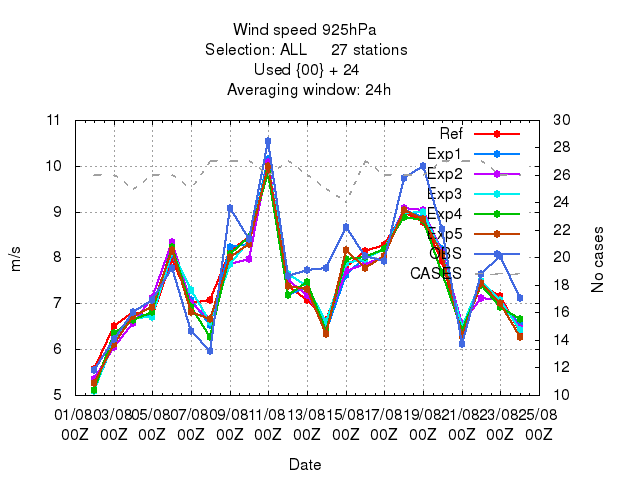 Wind speed 925hPa
Selection: ALL 27 stations
Used {00} + 24
Averaging window: 24h
11 30
Ref
28
Exp1
10 26
Exp2
24
Exp3
9 22
Exp4
Exp5
20
OBS
8
CASES
18
7 16
14
6
12
5 10
m/s
No cases
01/08 03/08 05/08 07/08 09/08 11/08 13/08 15/08 17/08 19/08 21/08 23/08 25/08
00Z 00Z 00Z 00Z 00Z 00Z 00Z 00Z 00Z 00Z 00Z 00Z 00Z
Date